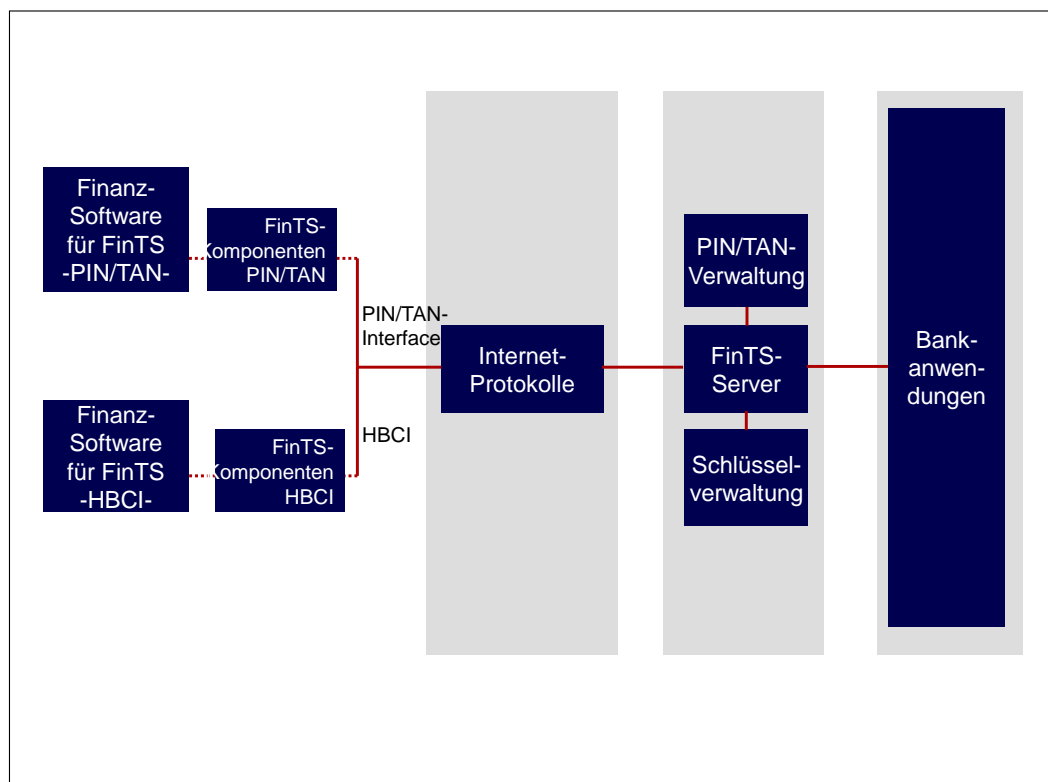 Finanz-
Software
für FinTS
-PIN/TAN-
FinTS-
Komponenten
PIN/TAN
PIN/TAN-
Interface
Finanz-
Software
für FinTS
-HBCI-
FinTS-
Komponenten
HBCI
HBCI
Internet-
Protokolle
PIN/TAN-
Verwaltung
FinTS-
Server
Schlüssel-
verwaltung
Bank-
anwen-
dungen